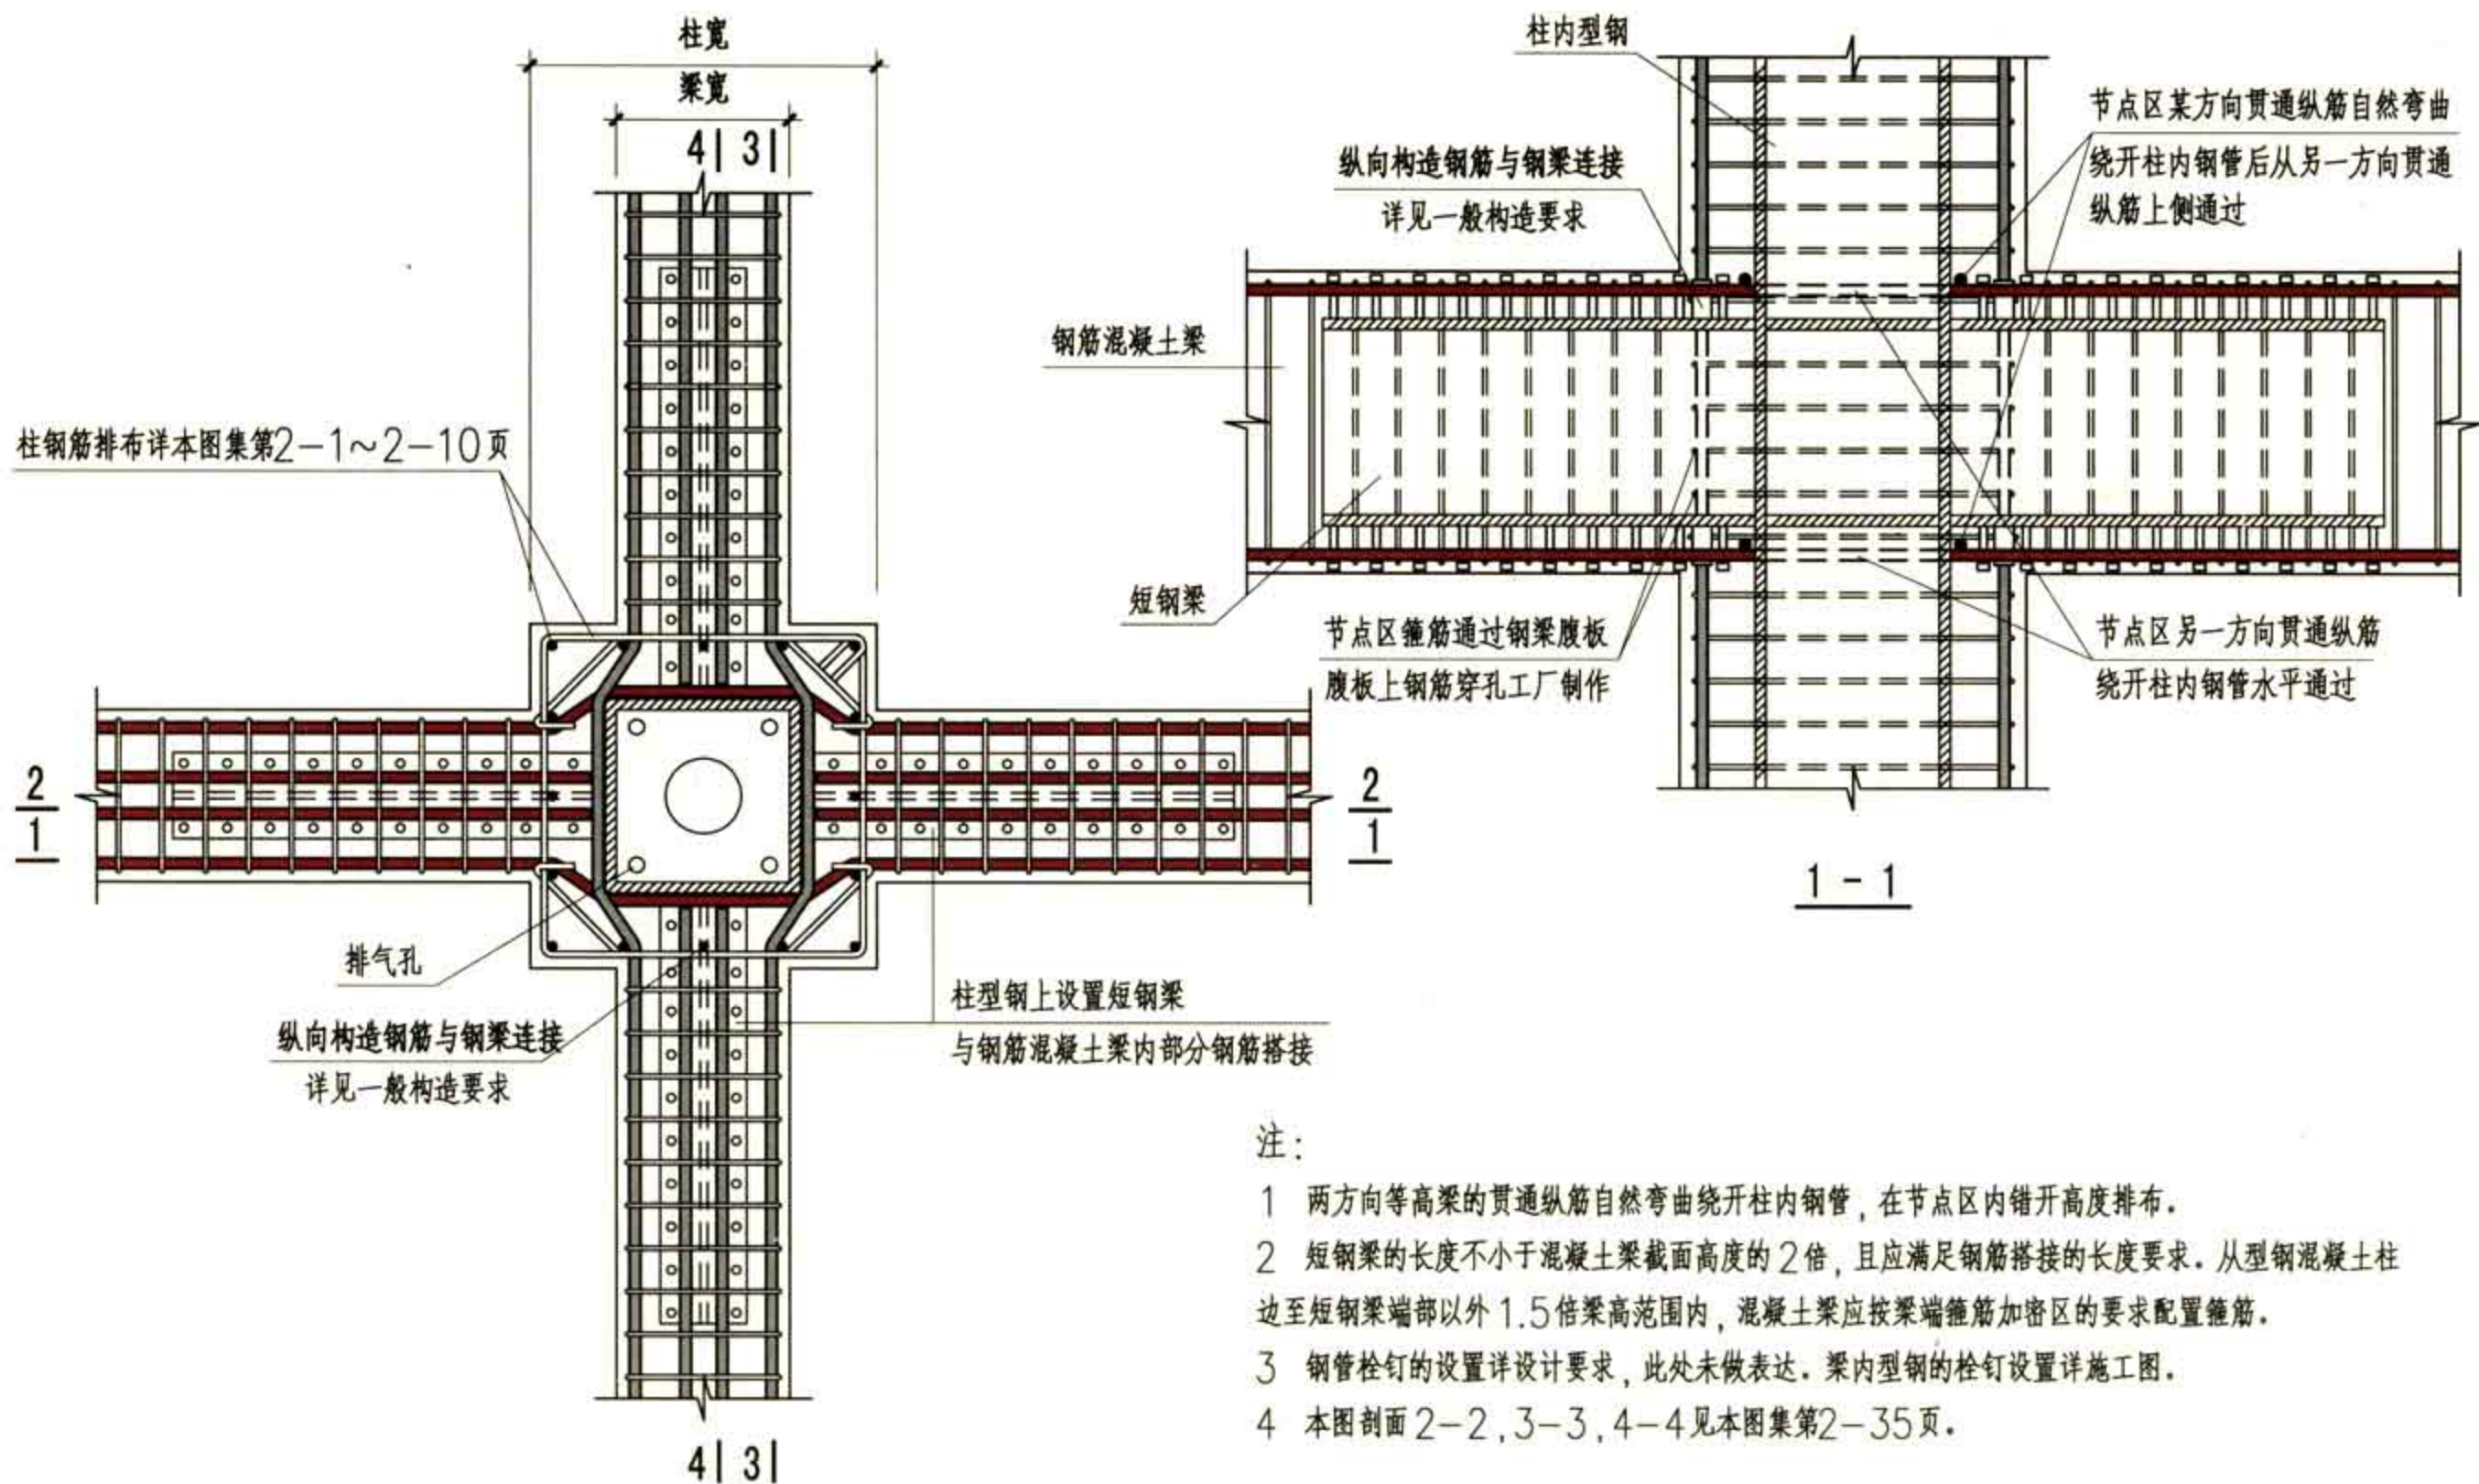 柱宽
梁宽
4 3
柱钢筋排布详本图集第2-1~2-10页
2
1
2
1
排气孔
纵向构造钢筋与钢梁连接
详见一般构造要求
柱型钢上设置短钢梁
与钢筋混凝土梁内部分钢筋搭接
4 3
柱内型钢
纵向构造钢筋与钢梁连接
详见一般构造要求
节点区某方向贯通纵筋自然弯曲
绕开柱内钢管后从另一方向贯通
纵筋上侧通过
钢筋混凝土梁
短钢梁
节点区箍筋通过钢梁腹板
腹板上钢筋穿孔工厂制作
节点区另一方向贯通纵筋
绕开柱内钢管水平通过
1-1
注:
1 两方向等高梁的贯通纵筋自然弯曲绕开柱内钢管,在节点区内错开高度排布。
2 短钢梁的长度不小于混凝土梁截面高度的2倍,且应满足钢筋搭接的长度要求。从型钢混凝土柱
边至短钢梁端部以外1.5倍梁高范围内,混凝土梁应按梁端箍筋加密区的要求配置箍筋。
3 钢管栓钉的设置详设计要求,此处未做表达。梁内型钢的栓钉设置详施工图。
4 本图剖面2-2,3-3,4-4见本图集第2-35页。